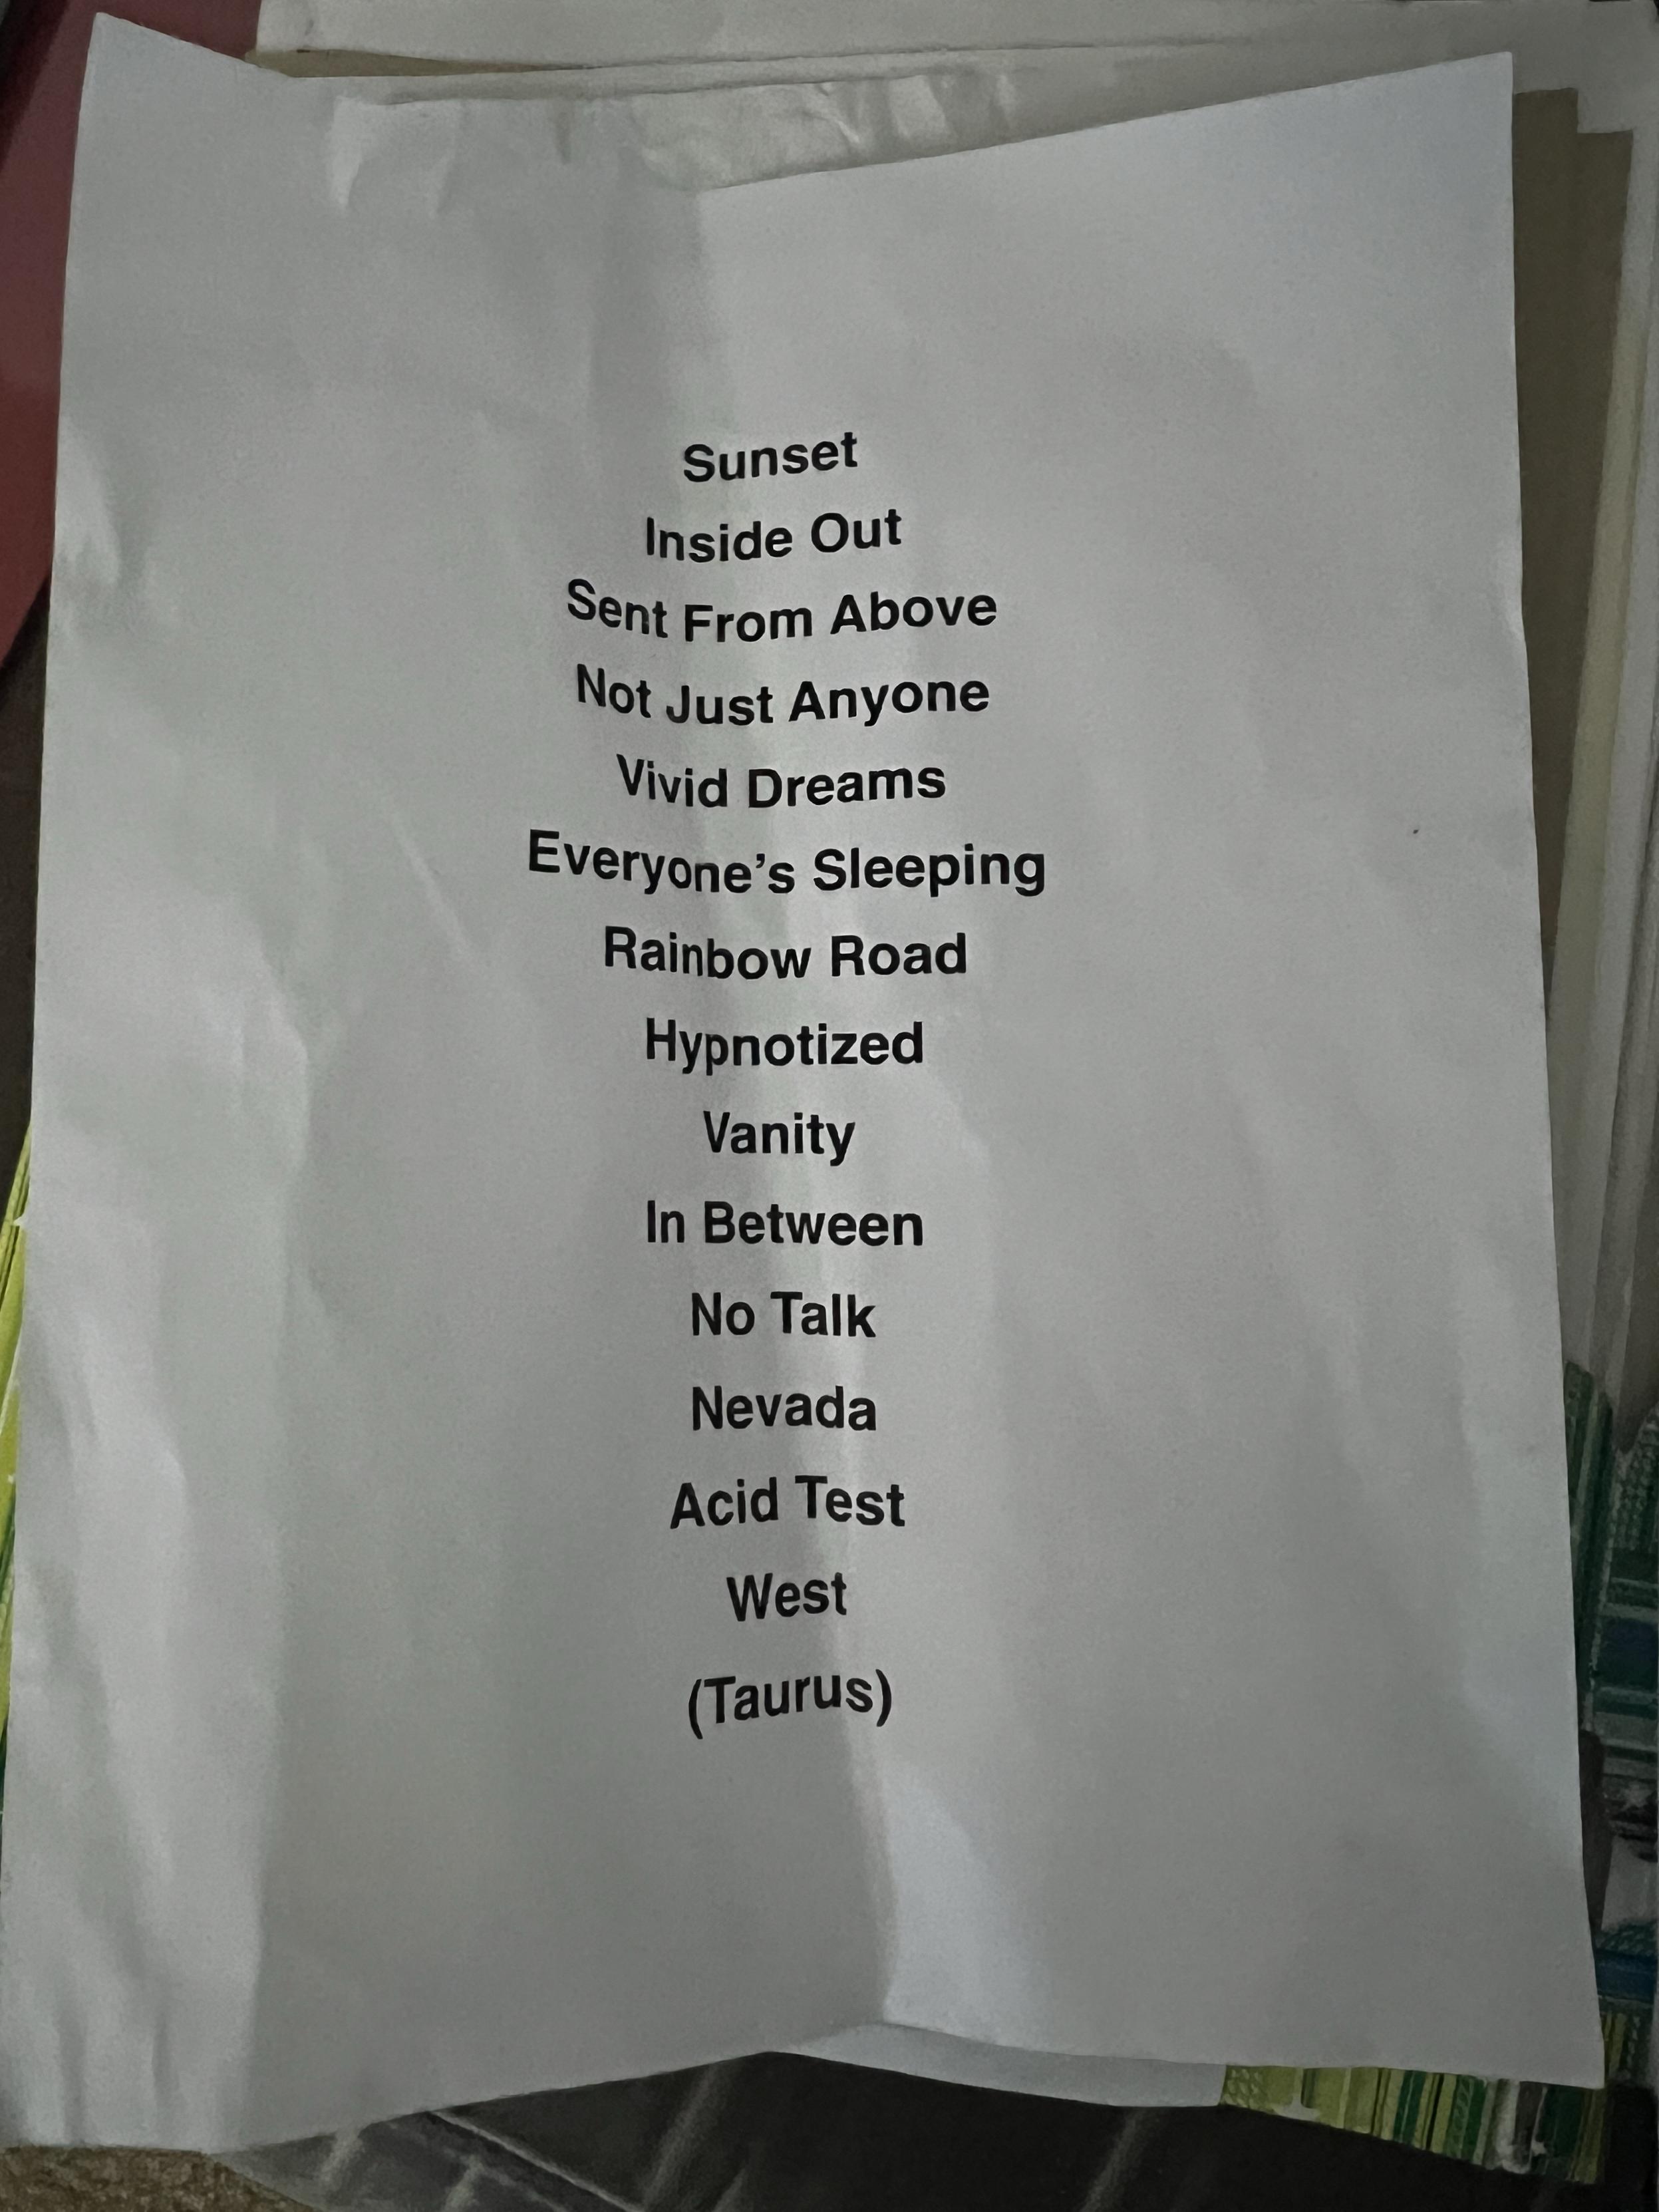 Sunset
Inside Out
Sent From Above
Not Just Anyone
Vivid Dreams
Everyone’s Sleeping
Rainbow Road
Hypnotized
Vanity
In Between
No Talk
Nevada
Acid Test
West
(Taurus)